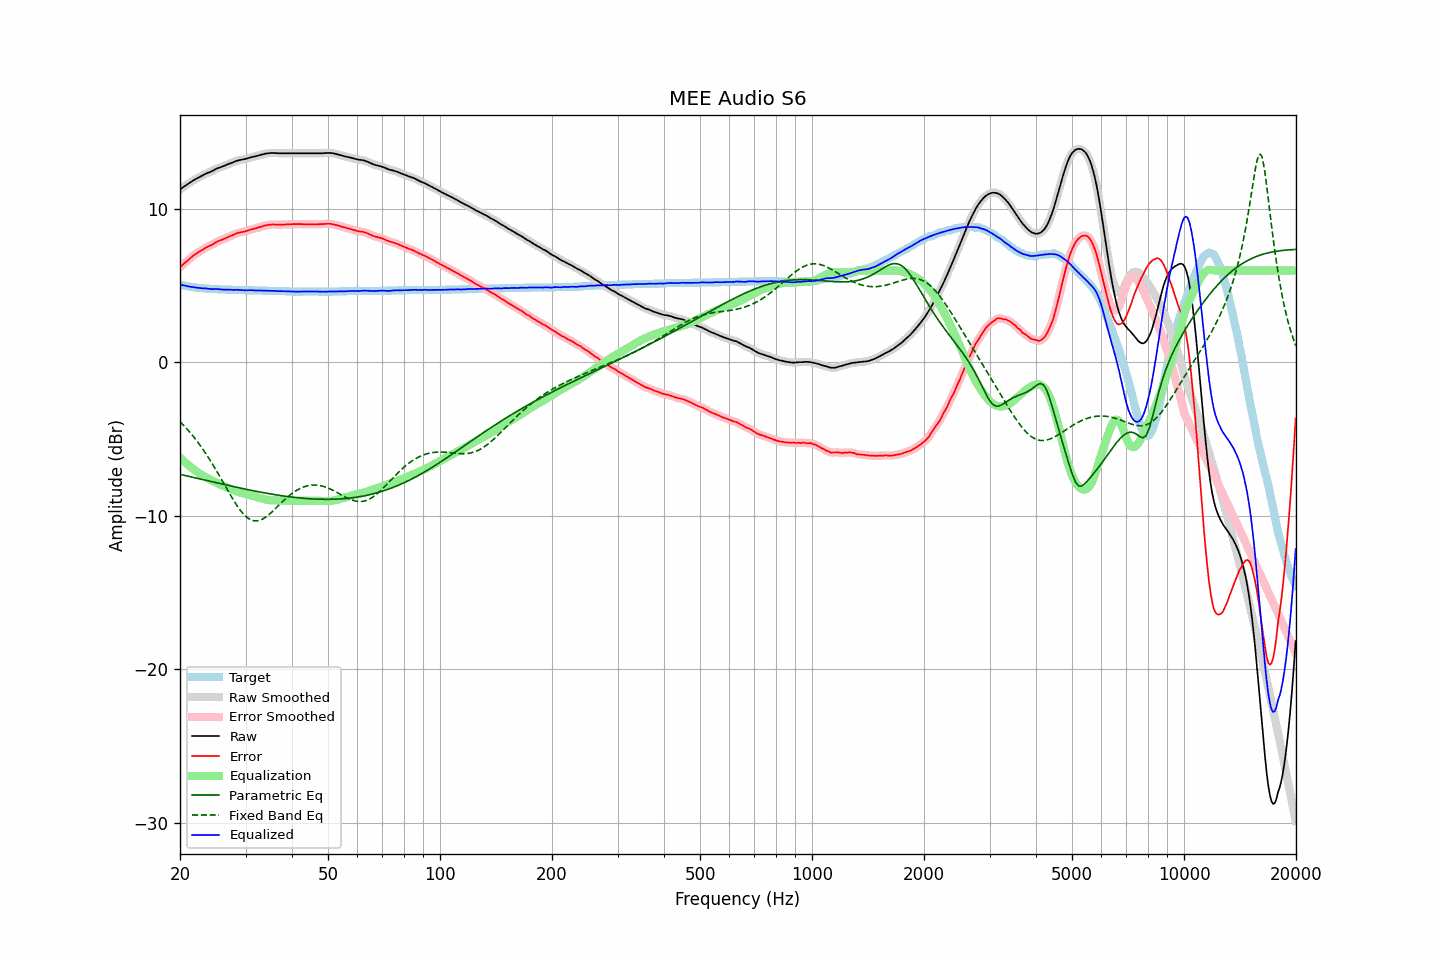 MEE Audio S6
Amplitude (dBr)
10
0
−10
−20
−30
Target
Raw Smoothed
Error Smoothed
Raw
Error
Equalization
Parametric Eq
Fixed Band Eq
Equalized
20 50 100 200 500 1000 2000 5000 10000 20000
Frequency (Hz)